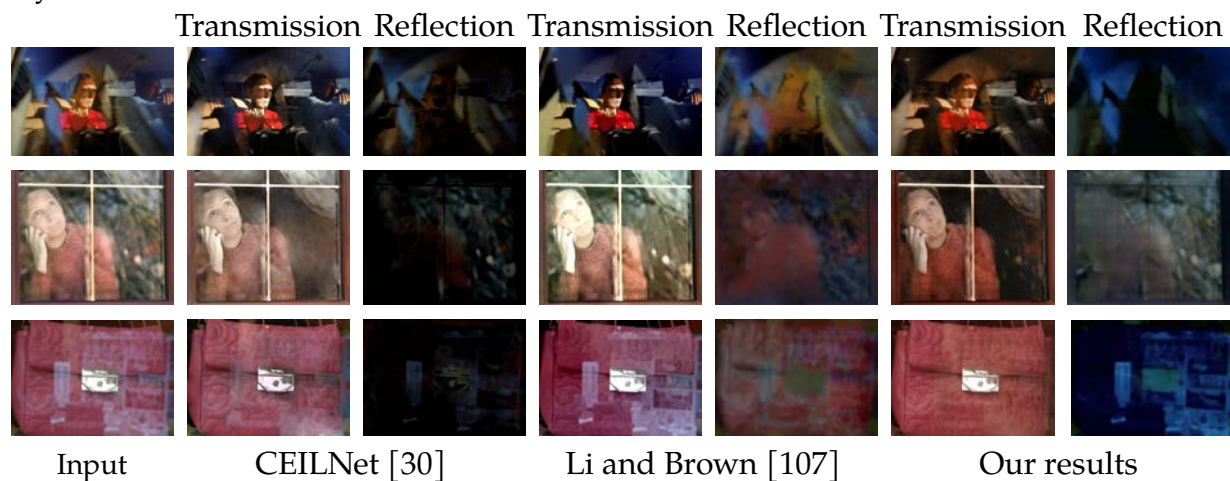 Transmission Reflection Transmission Reflection Transmission Reflection
Input CEILNet [30] Li and Brown [107] Our results